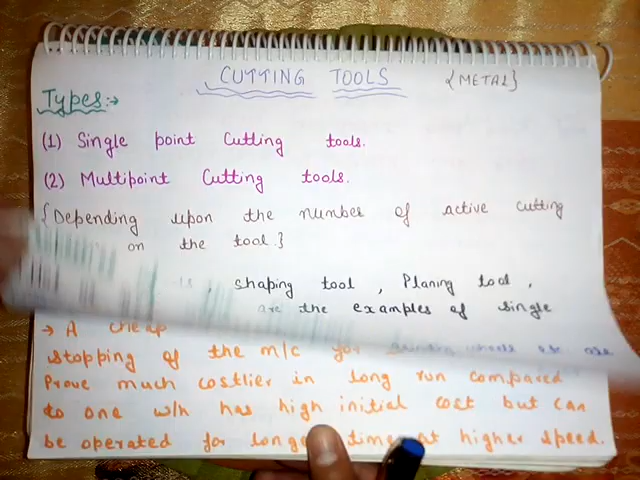 CUTTING TOOLS {METAL}
Types:→
(1) Single point Cutting tools.
(2) Multipoint Cutting tools.
{Depending upon the number of active cutting
on the tool.}
, shaping tool, Planing tool,
are the examples of single
→ A cheap
stopping of the m/c for
Prove much costlier in long run compared
to one w/h has high initial cost but can
be operated for longe time at higher speed.